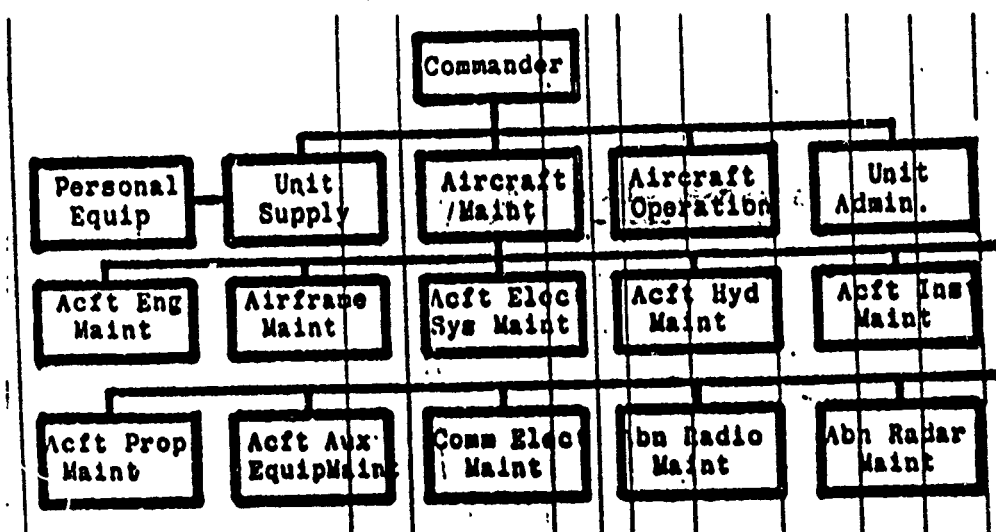 Commander
Personal
Equip
Unit
Supply
Aircraft
/Maint
Aircraft
Operation
Unit
Admin.
Acft Eng
Maint
Airframe
Maint
Acft Elec
Sys Maint
Acft Hyd
Maint
Acft Inst
Maint
Acft Prop
Maint
Acft Aux
EquipMaint
Comm Elect
Maint
Abn Radio
Maint
Abn Radar
Maint